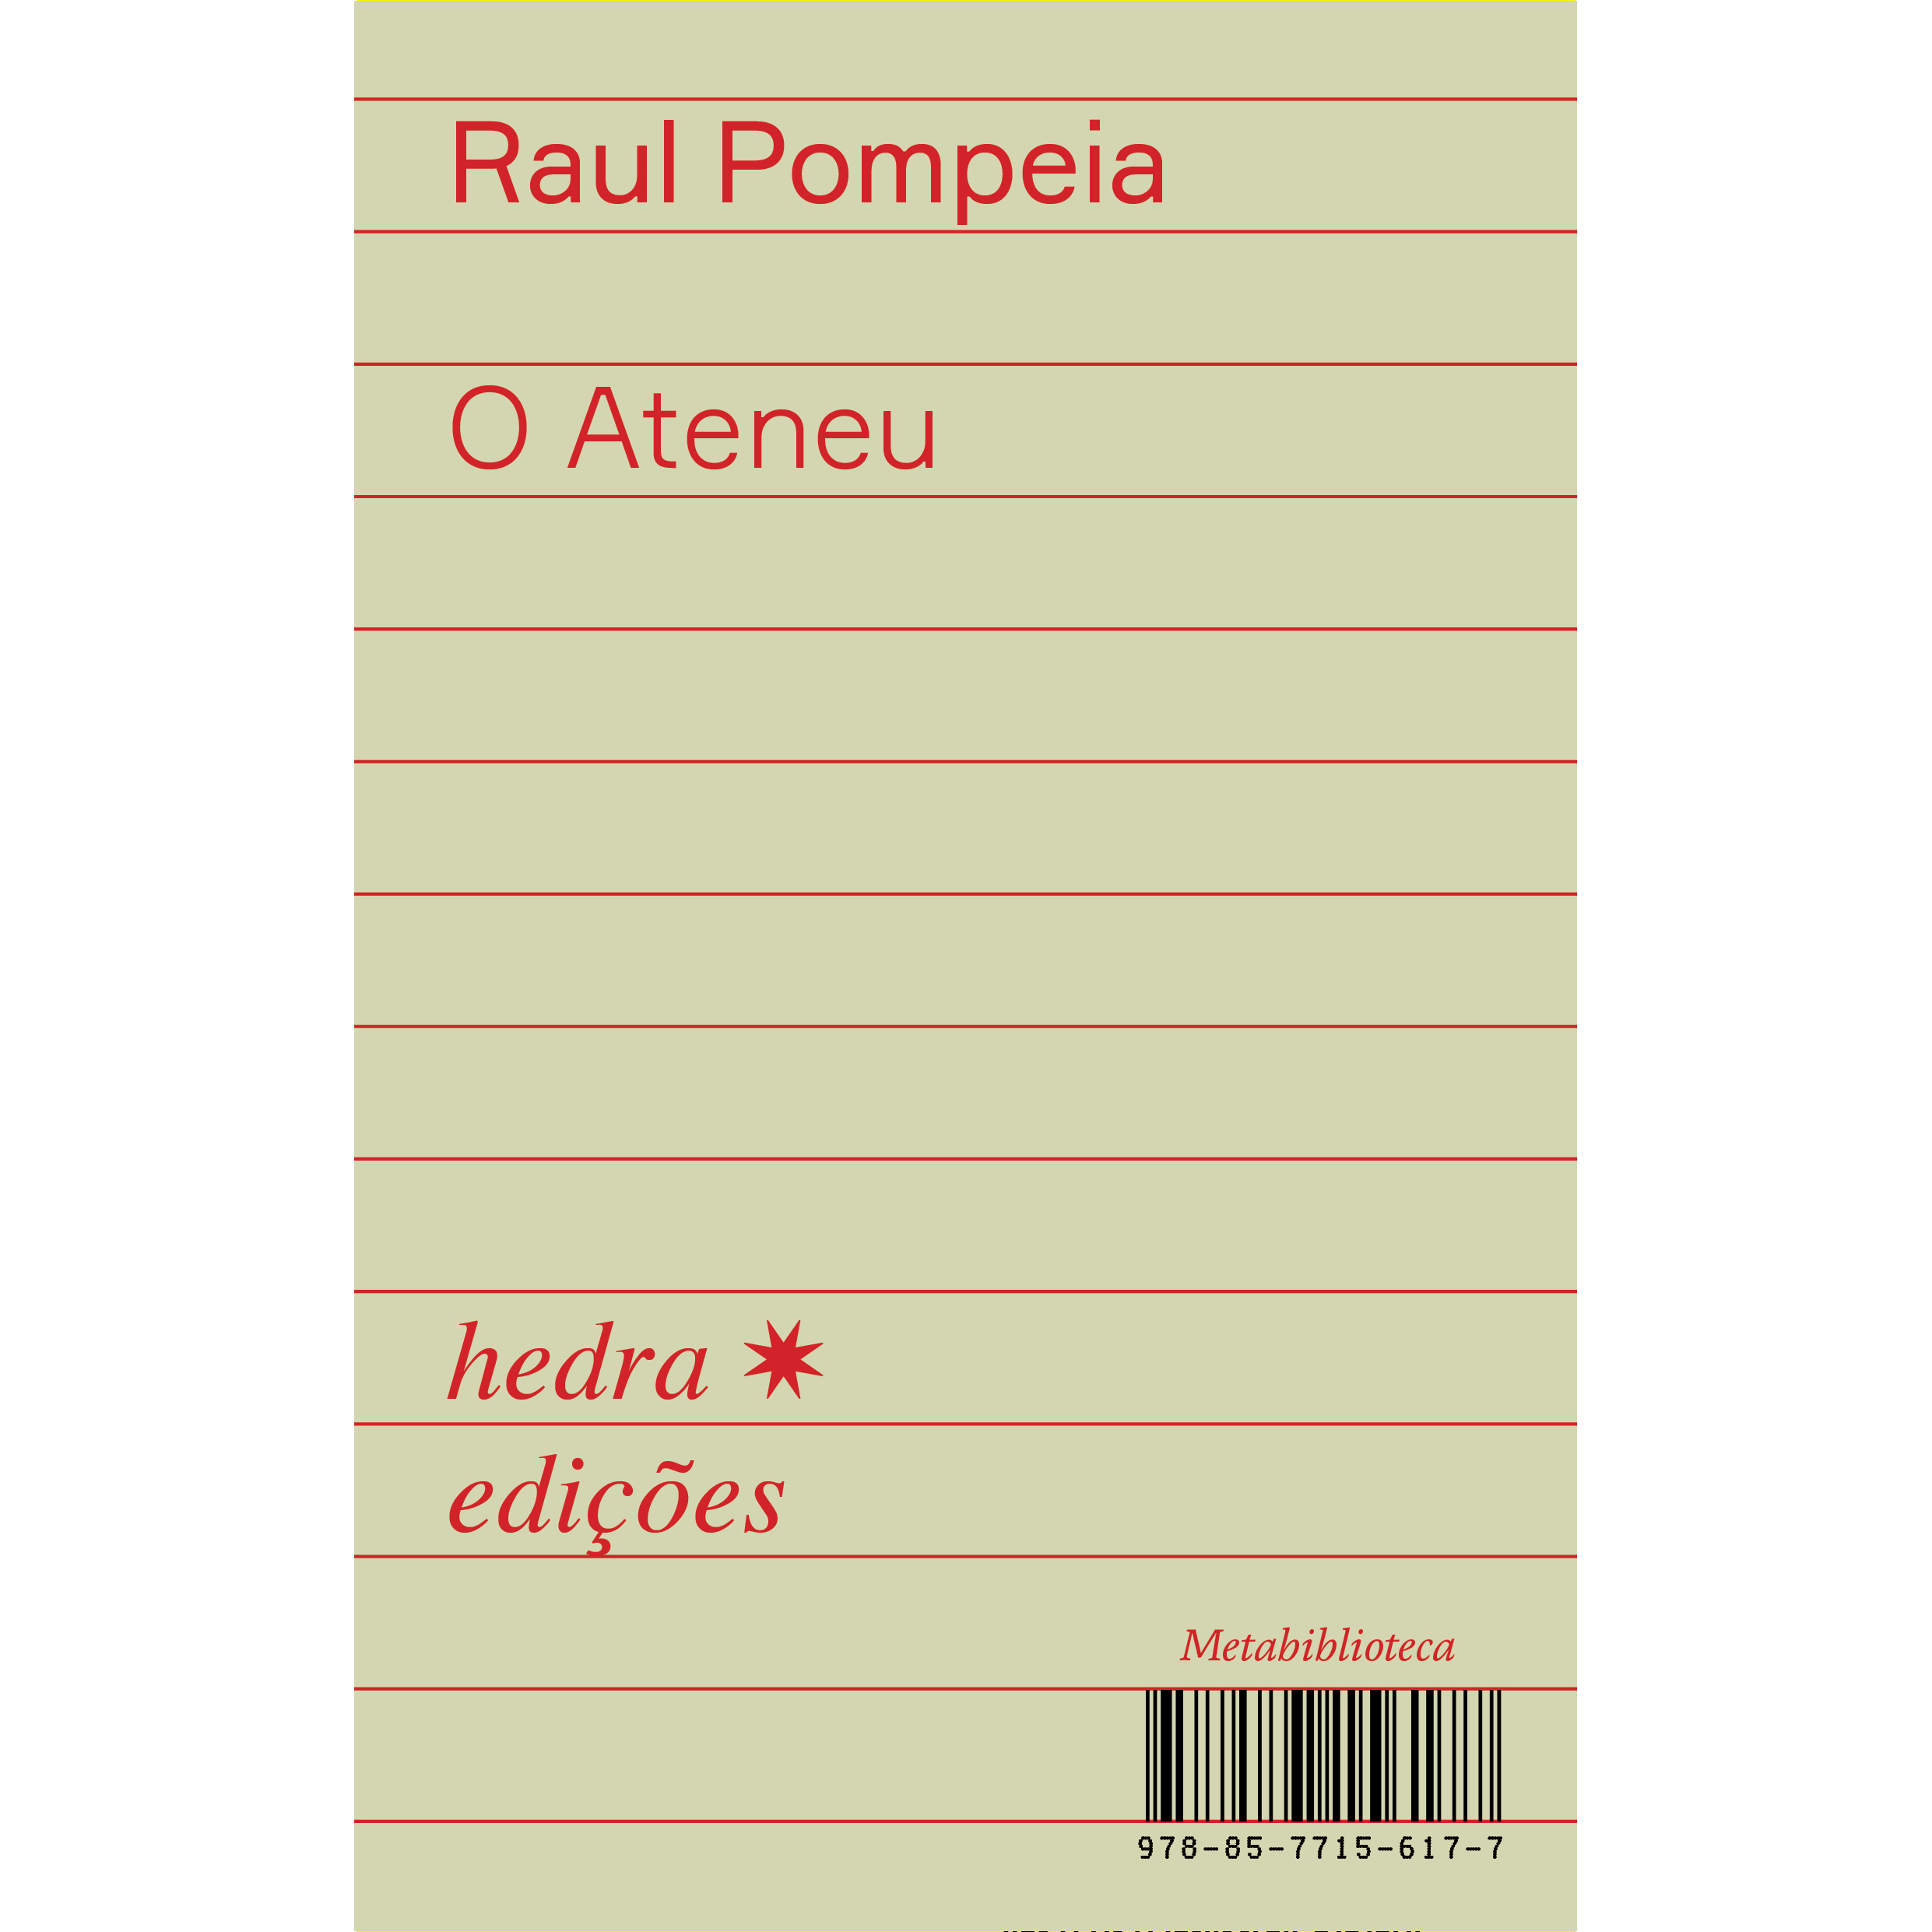 Raul Pompeia
O Ateneu
hedra
edições
Metabiblioteca
978-85-7715-617-7